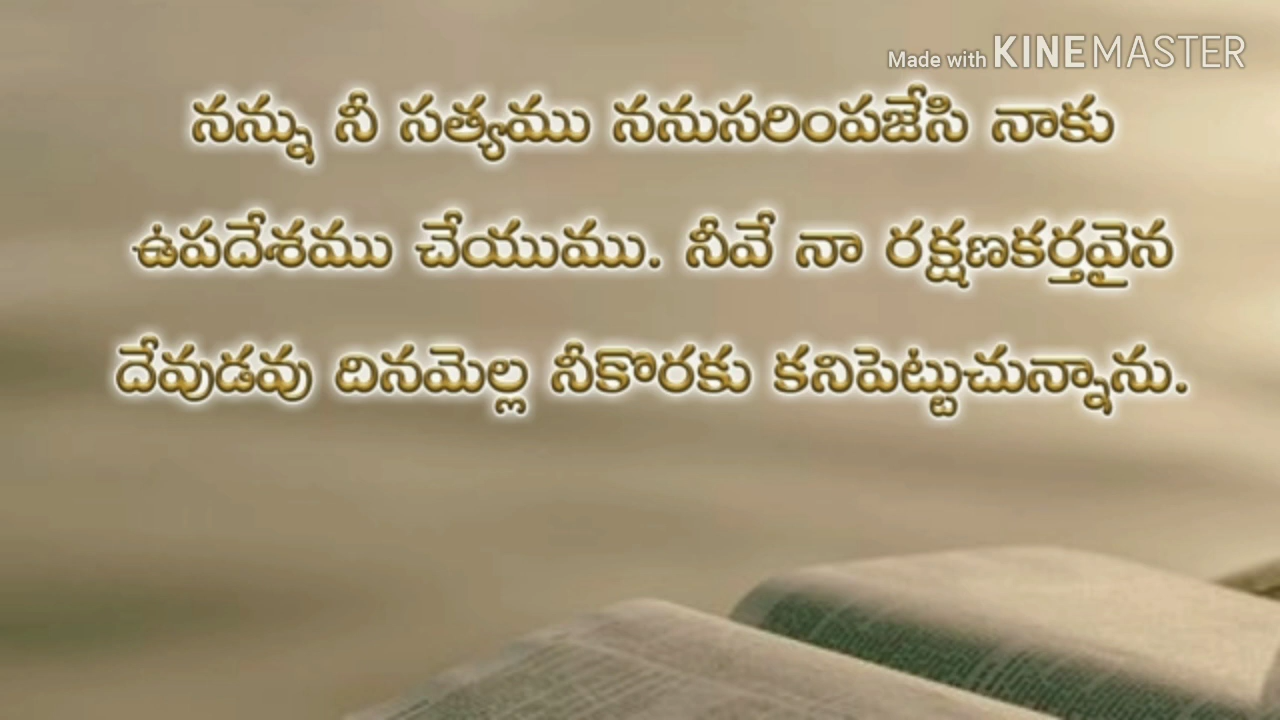 Made with KINEMASTER
నన్ను నీ సత్యము ననుసరింపజేసి నాకు
ఉపదేశము చేయుము. నీవే నా రక్షణకర్తవైన
దేవుడవు దినమెల్ల నీకొరకు కనిపెట్టుచున్నాను.